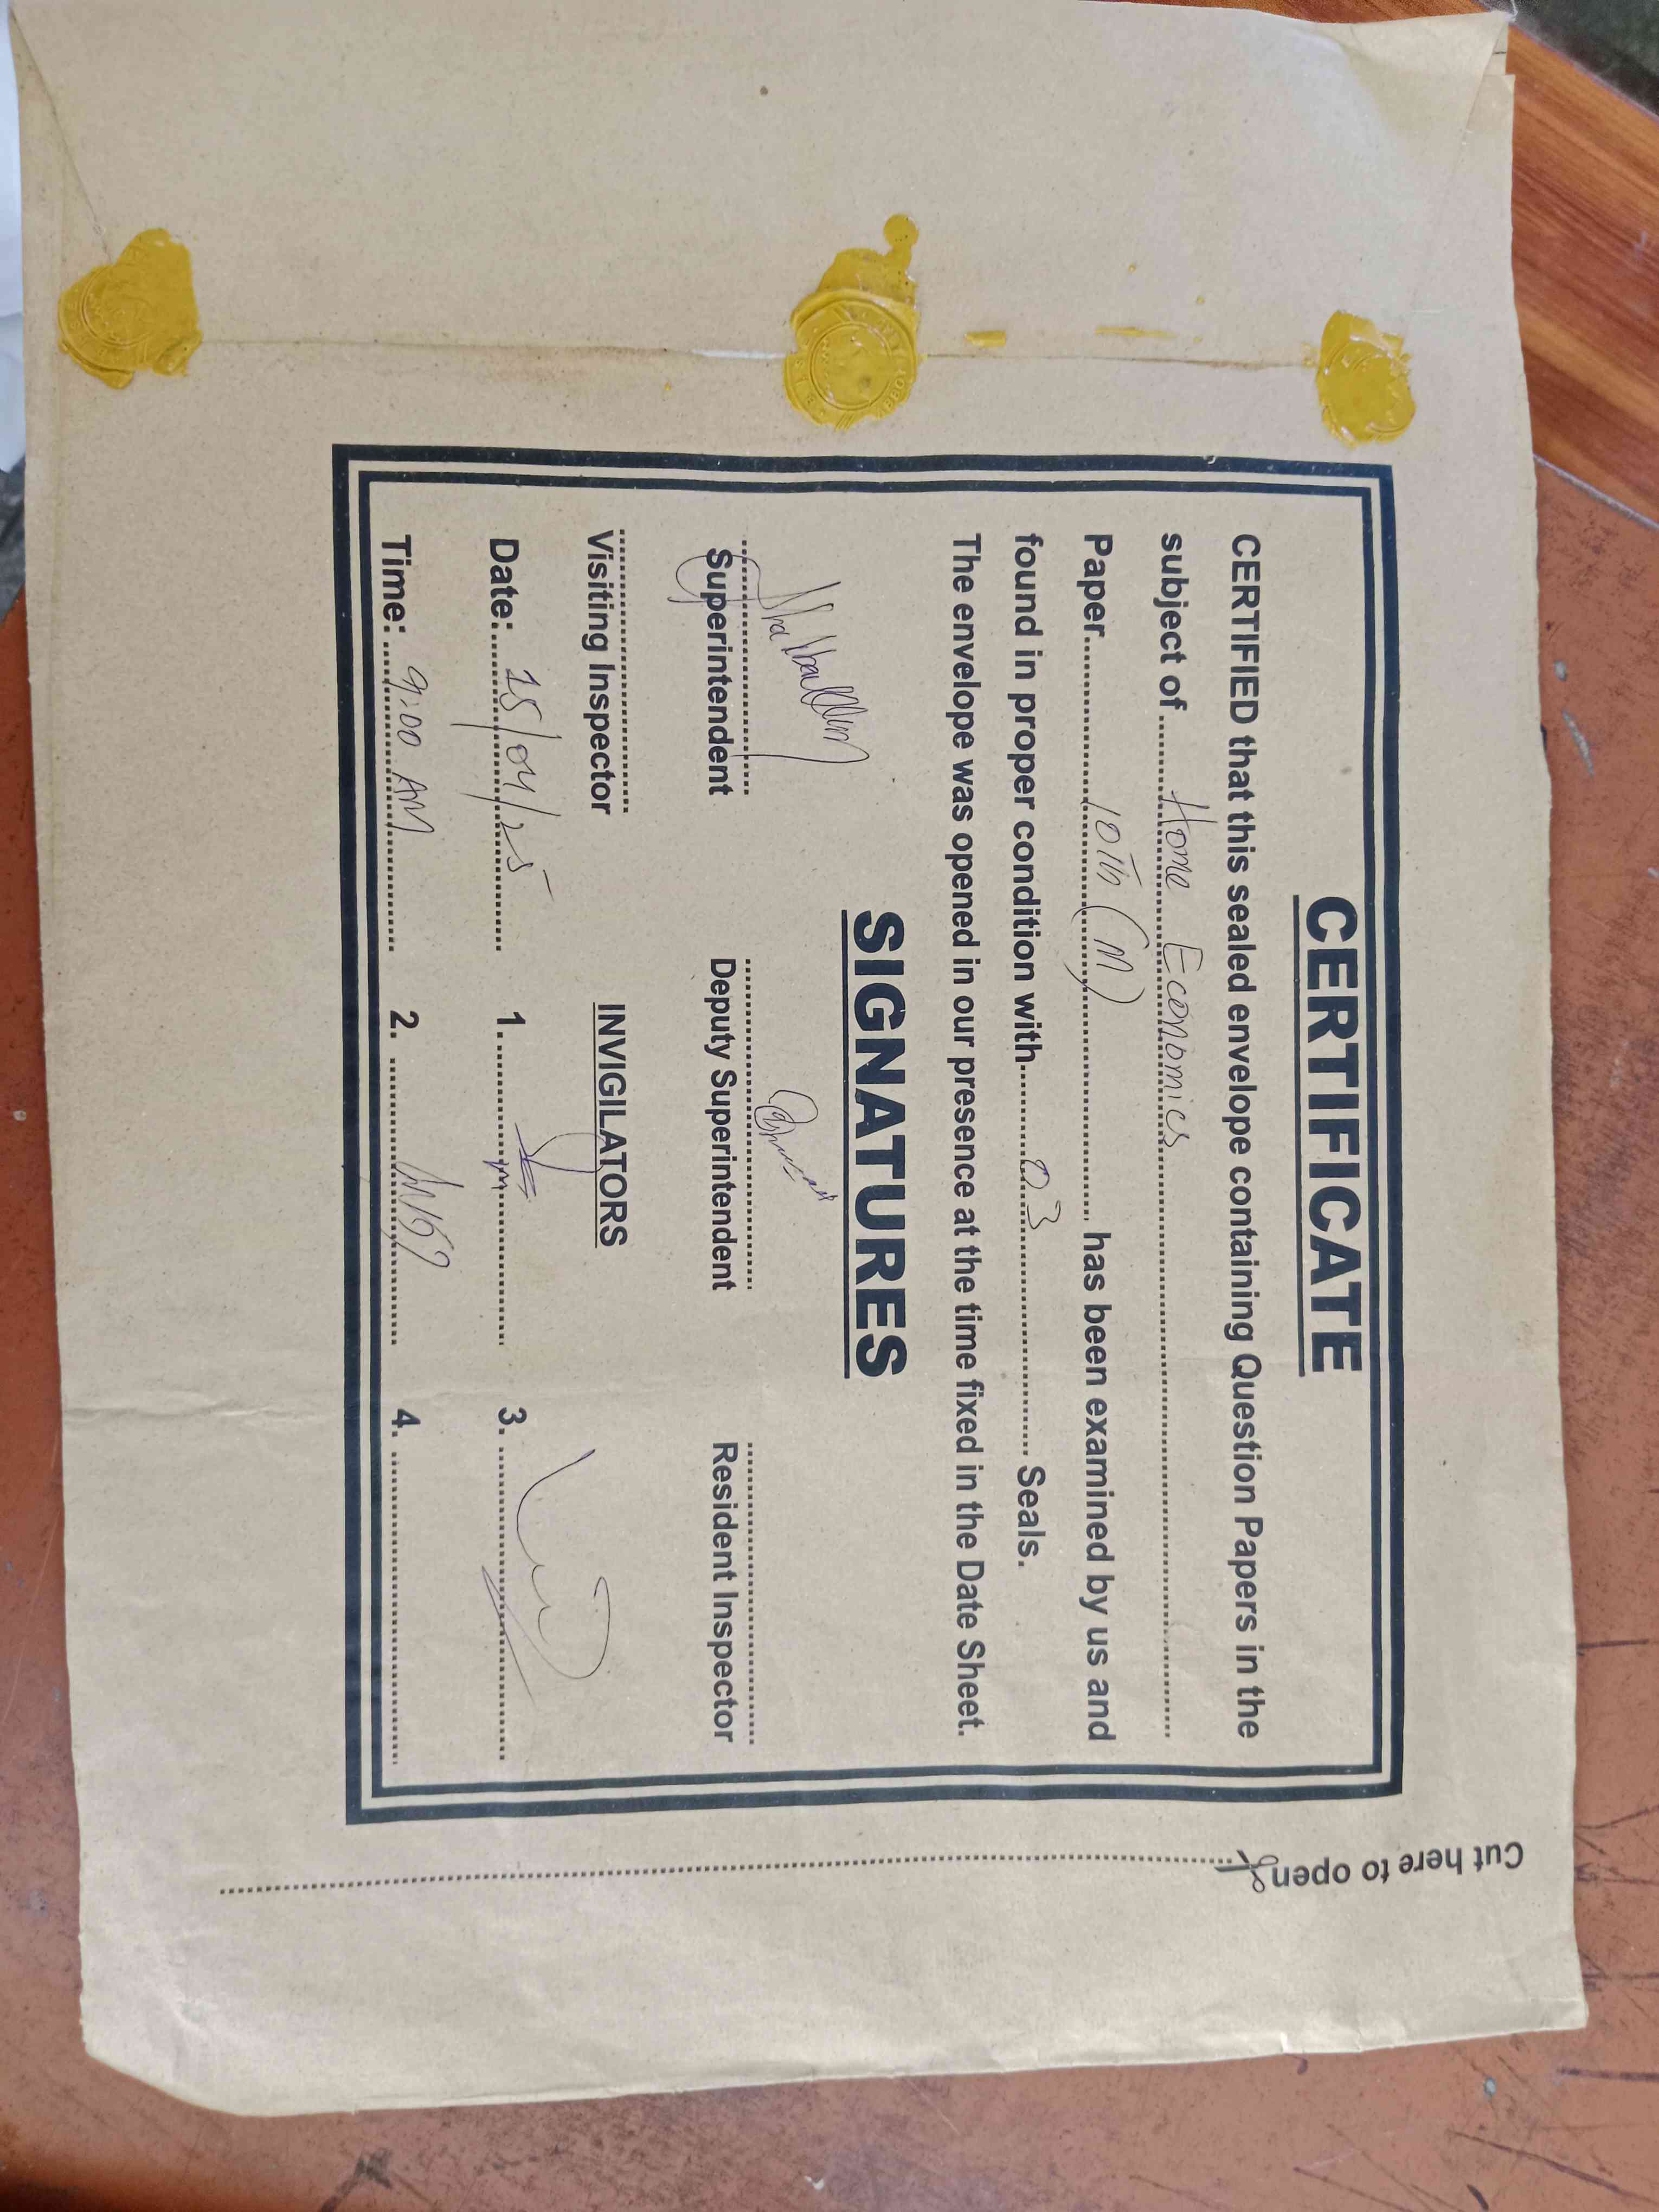 CERTIFICATE
CERTIFIED that this sealed envelope containing Question Papers in the
subject of ..... Home Economics .....
Paper..... 10th (M) ..... has been examined by us and
found in proper condition with..... 03 ..... Seals.
The envelope was opened in our presence at the time fixed in the Date Sheet.
SIGNATURES
Superintendent Deputy Superintendent Resident Inspector
Visiting Inspector INVIGILATORS
Date: 15/04/25 1. 3.
Time: 9:00 AM 2. 4.
Cut here to open